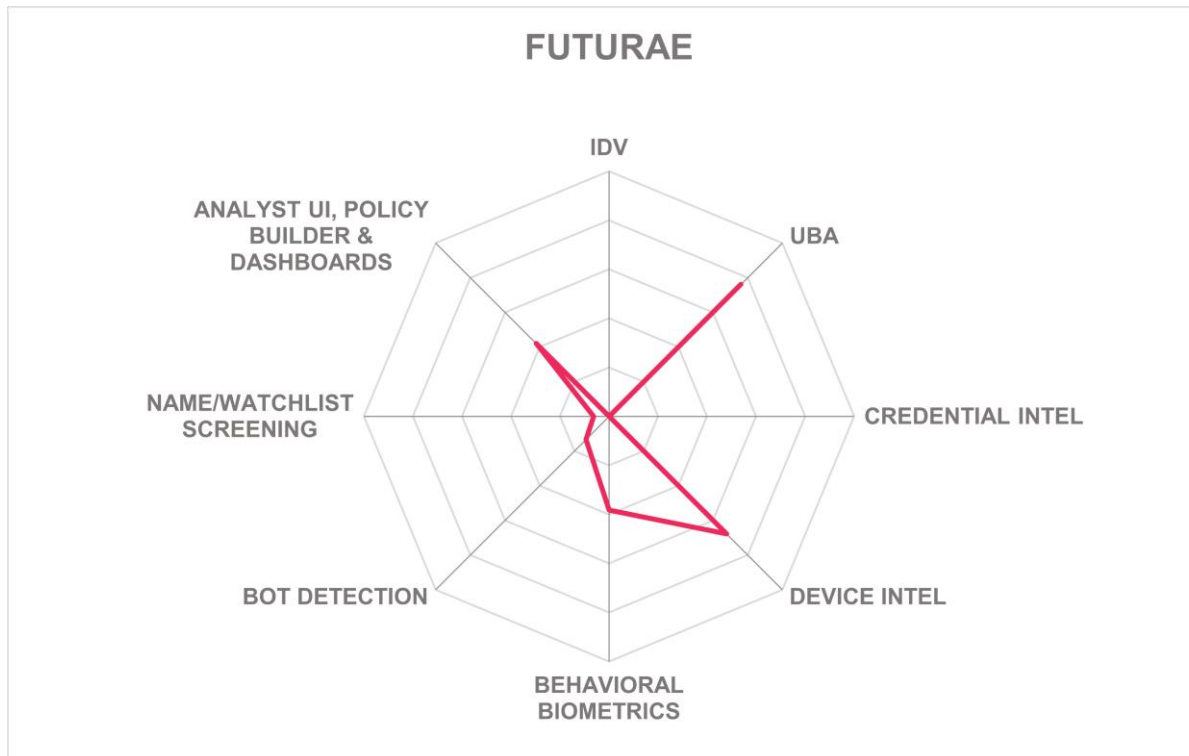 FUTURAE
IDV
ANALYST UI, POLICY
BUILDER &
DASHBOARDS
UBA
NAME/WATCHLIST
SCREENING
CREDENTIAL INTEL
BOT DETECTION
DEVICE INTEL
BEHAVIORAL
BIOMETRICS